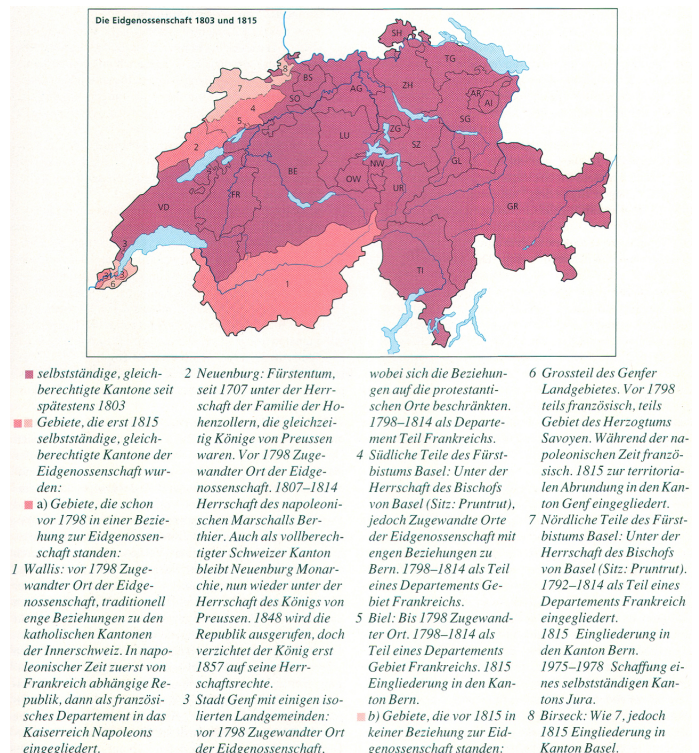 Die Eidgenossenschaft 1803 und 1815
SH
8
BS
TG
7
AG
ZH
SO
AR
AI
4
5
SG
2
LU
ZG
SZ
GL
NW
BE
OW
UR
FR
GR
VD
3
3
3
6
TI
1
selbstständige, gleich-
berechtigte Kantone seit
spätestens 1803
Gebiete, die erst 1815
selbstständige, gleich-
berechtigte Kantone der
Eidgenossenschaft wur-
den:
a) Gebiete, die schon
vor 1798 in einer Bezie-
hung zur Eidgenossen-
schaft standen:
1 Wallis: vor 1798 Zuge-
wandter Ort der Eidge-
nossenschaft, traditionell
enge Beziehungen zu den
katholischen Kantonen
der Innerschweiz. In napo-
leonischer Zeit zuerst von
Frankreich abhängige Re-
publik, dann als französi-
sches Departement in das
Kaiserreich Napoleons
eingegliedert.
2 Neuenburg: Fürstentum,
seit 1707 unter der Herr-
schaft der Familie der Ho-
henzollern, die gleichzei-
tig Könige von Preussen
waren. Vor 1798 Zuge-
wandter Ort der Eidge-
nossenschaft. 1807–1814
Herrschaft des napoleoni-
schen Marschalls Ber-
thier. Auch als vollberech-
tigter Schweizer Kanton
bleibt Neuenburg Monar-
chie, nun wieder unter der
Herrschaft des Königs von
Preussen. 1848 wird die
Republik ausgerufen, doch
verzichtet der König erst
1857 auf seine Herr-
schaftsrechte.
3 Stadt Genf mit einigen iso-
lierten Landgemeinden:
vor 1798 Zugewandter Ort
der Eidgenossenschaft,
wobei sich die Beziehun-
gen auf die protestanti-
schen Orte beschränkten.
1798–1814 als Departe-
ment Teil Frankreichs.
4 Südliche Teile des Fürst-
bistums Basel: Unter der
Herrschaft des Bischofs
von Basel (Sitz: Pruntrut),
jedoch Zugewandte Orte
der Eidgenossenschaft mit
engen Beziehungen zu
Bern. 1798–1814 als Teil
eines Departements Ge-
biet Frankreichs.
5 Biel: Bis 1798 Zugewand-
ter Ort. 1798–1814 als
Teil eines Departements
Gebiet Frankreichs. 1815
Eingliederung in den Kan-
ton Bern.
b) Gebiete, die vor 1815 in
keiner Beziehung zur Eid-
genossenschaft standen:
6 Grossteil des Genfer
Landgebietes. Vor 1798
teils französisch, teils
Gebiet des Herzogtums
Savoyen. Während der na-
poleonischen Zeit franzö-
sisch. 1815 zur territoria-
len Abrundung in den Kan-
ton Genf eingegliedert.
7 Nördliche Teile des Fürst-
bistums Basel: Unter der
Herrschaft des Bischofs
von Basel (Sitz: Pruntrut).
1792–1814 als Teil eines
Departements Frankreich
eingegliedert.
1815 Eingliederung in
den Kanton Bern.
1975–1978 Schaffung ei-
nes selbstständigen Kan-
tons Jura.
8 Birseck: Wie 7, jedoch
1815 Eingliederung in
Kanton Basel.